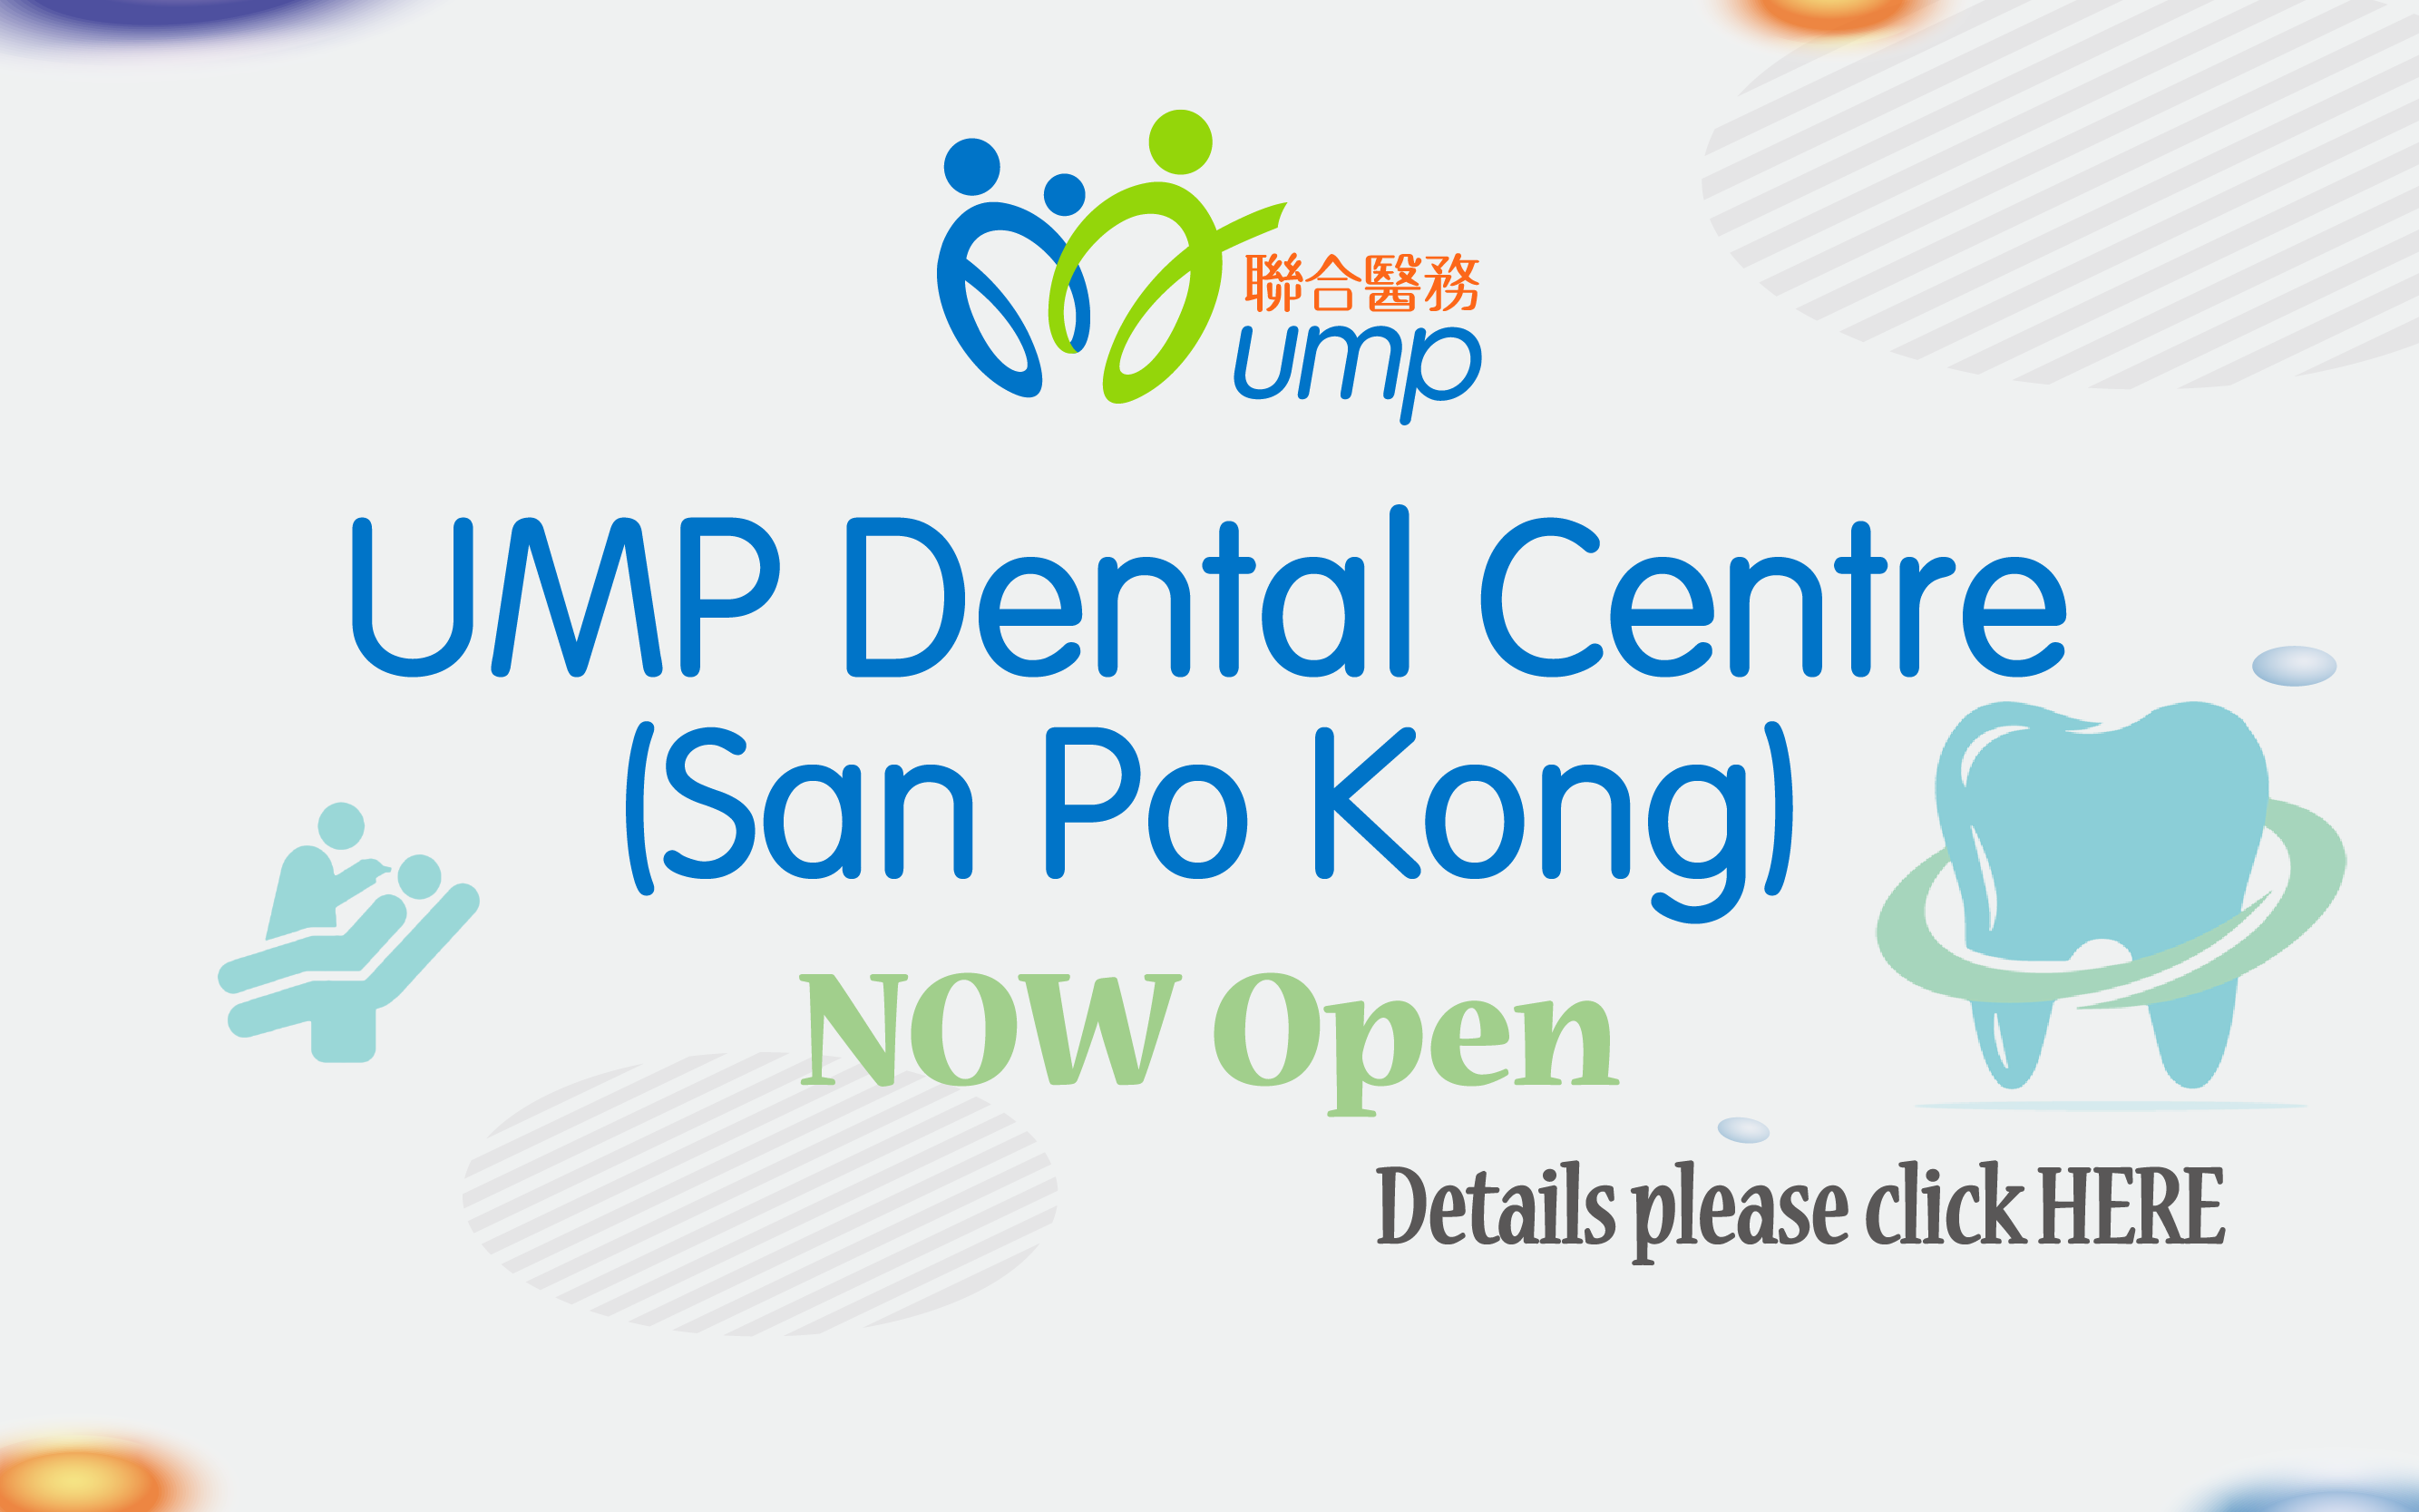 聯合醫務
ump
UMP Dental Centre
(San Po Kong)
NOW Open
Details please click HERE